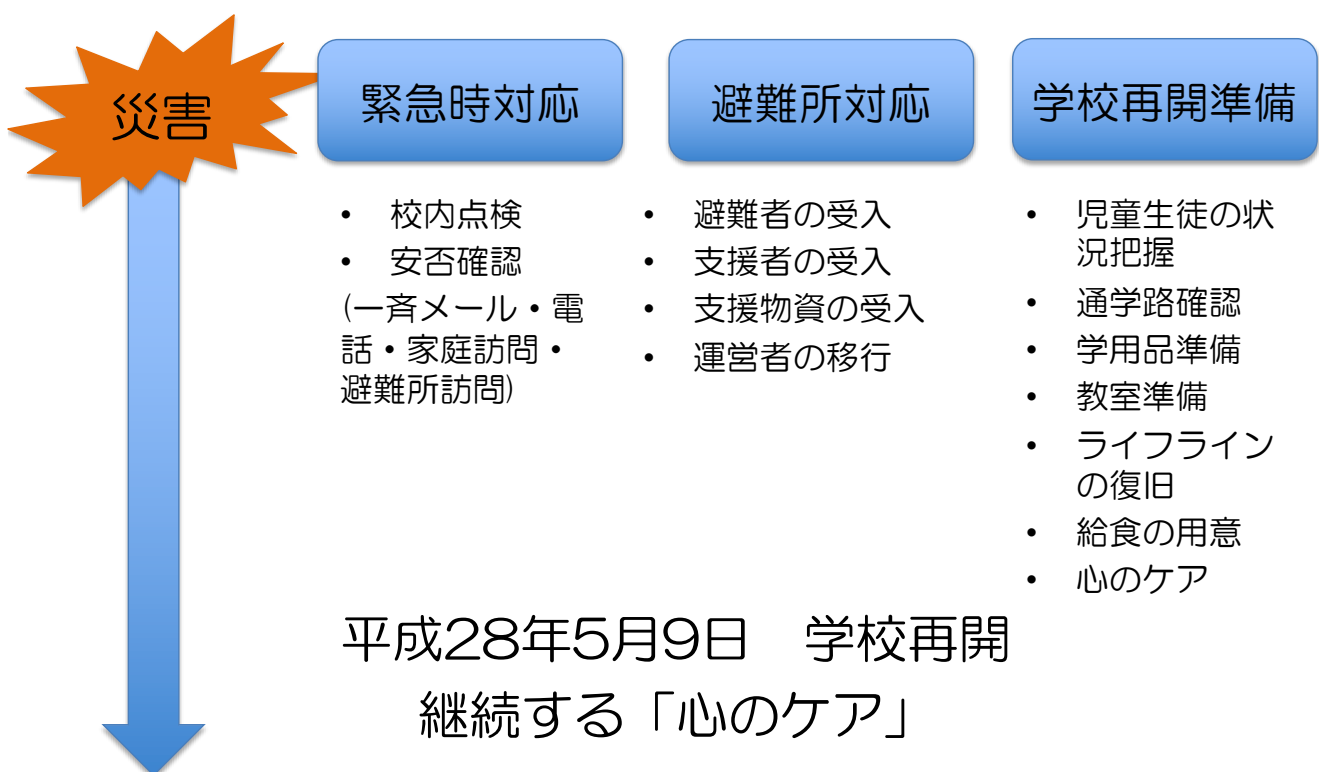 災害
緊急時対応
• 校内点検
• 安否確認
(一斉メール・電
話・家庭訪問・
避難所訪問)
避難所対応
• 避難者の受入
• 支援者の受入
• 支援物資の受入
• 運営者の移行
学校再開準備
• 児童生徒の状
況把握
• 通学路確認
• 学用品準備
• 教室準備
• ライフライン
の復旧
• 給食の用意
• 心のケア
平成28年5月9日　学校再開
継続する「心のケア」